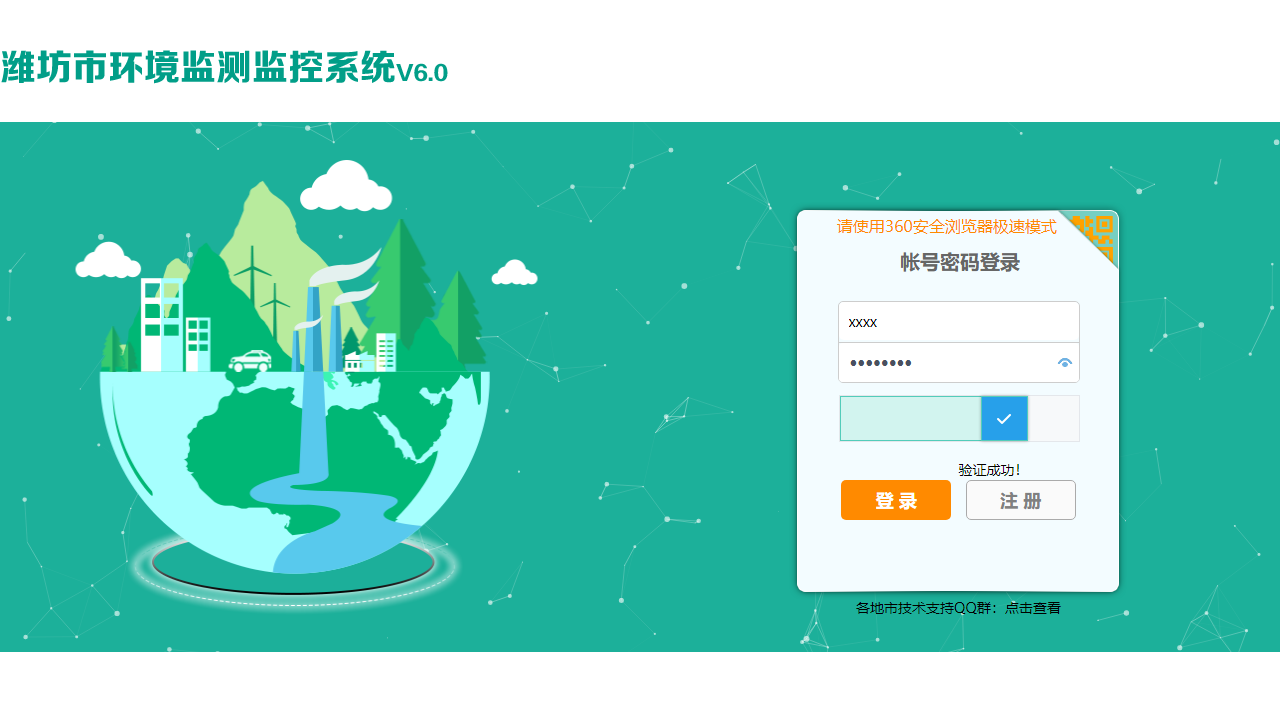 潍坊市环境监测监控系统V6.0
请使用360安全浏览器极速模式
帐号密码登录
xxxx
••••••••
验证成功！
登 录
注 册
各地市技术支持QQ群：点击查看